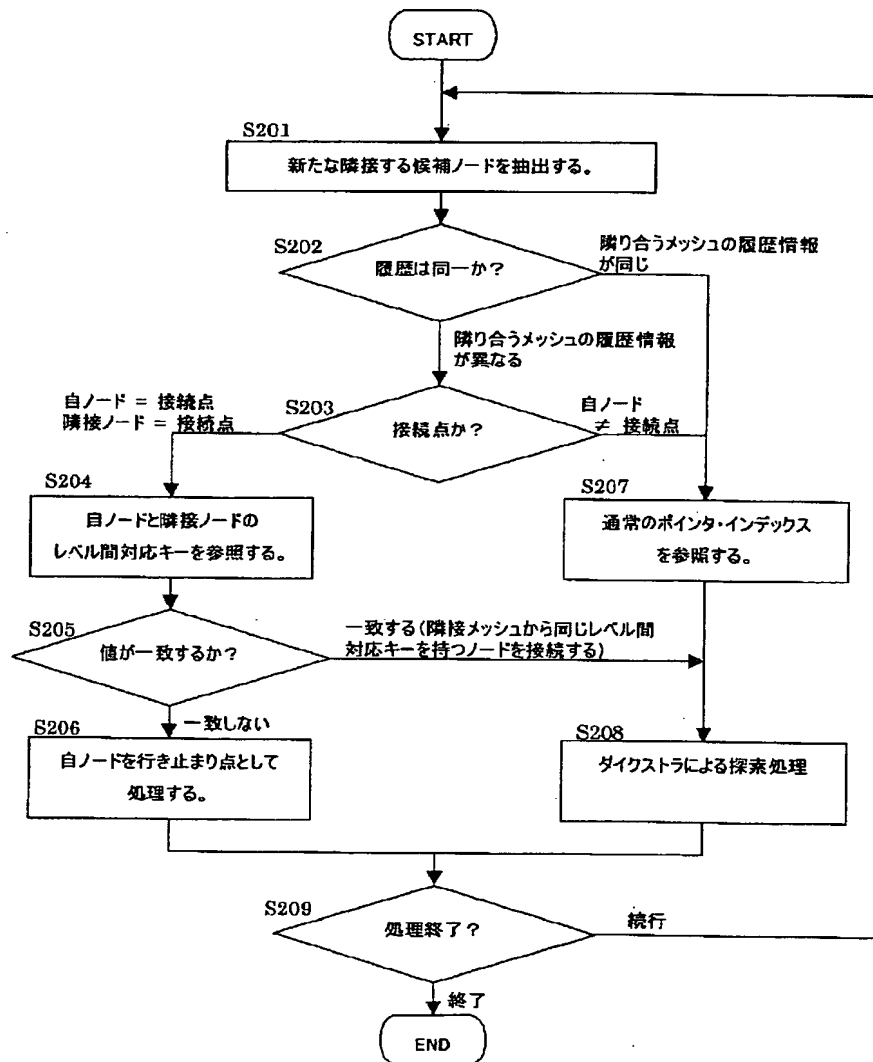 START
S201
新たな隣接する候補ノードを抽出する。
S202
履歴は同一か？
隣り合うメッシュの履歴情報
が同じ
隣り合うメッシュの履歴情報
が異なる
自ノード = 接続点
隣接ノード = 接続点
S203
接続点か？
自ノード
≠ 接続点
S204
自ノードと隣接ノードの
レベル間対応キーを参照する。
S207
通常のポインタ・インデックス
を参照する。
S205
値が一致するか？
一致する(隣接メッシュから同じレベル間
対応キーを持つノードを接続する)
一致しない
S206
自ノードを行き止まり点として
処理する。
S208
ダイクストラによる探索処理
S209
処理終了？
続行
終了
END